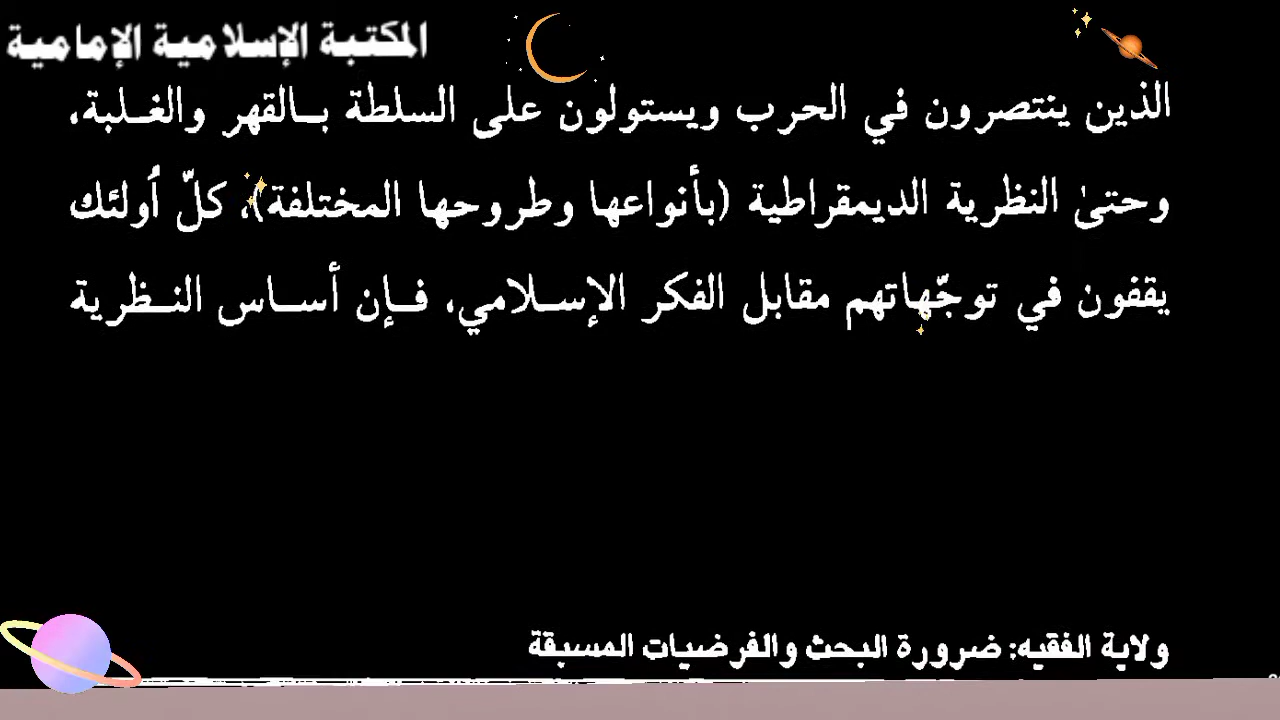 المكتبة الإسلامية الإمامية
الذين ينتصرون في الحرب ويستولون على السلطة بـالقهر والغـلبة،
وحتىٰ النظرية الديمقراطية (بأنواعها وطروحها المختلفة)، كلّ اُولئك
يقفون في توجّهاتهم مقابل الفكر الإسـلامي، فـإن أسـاس النـظرية
ولاية الفقيه: ضرورة البحث والفرضيات المسبقة